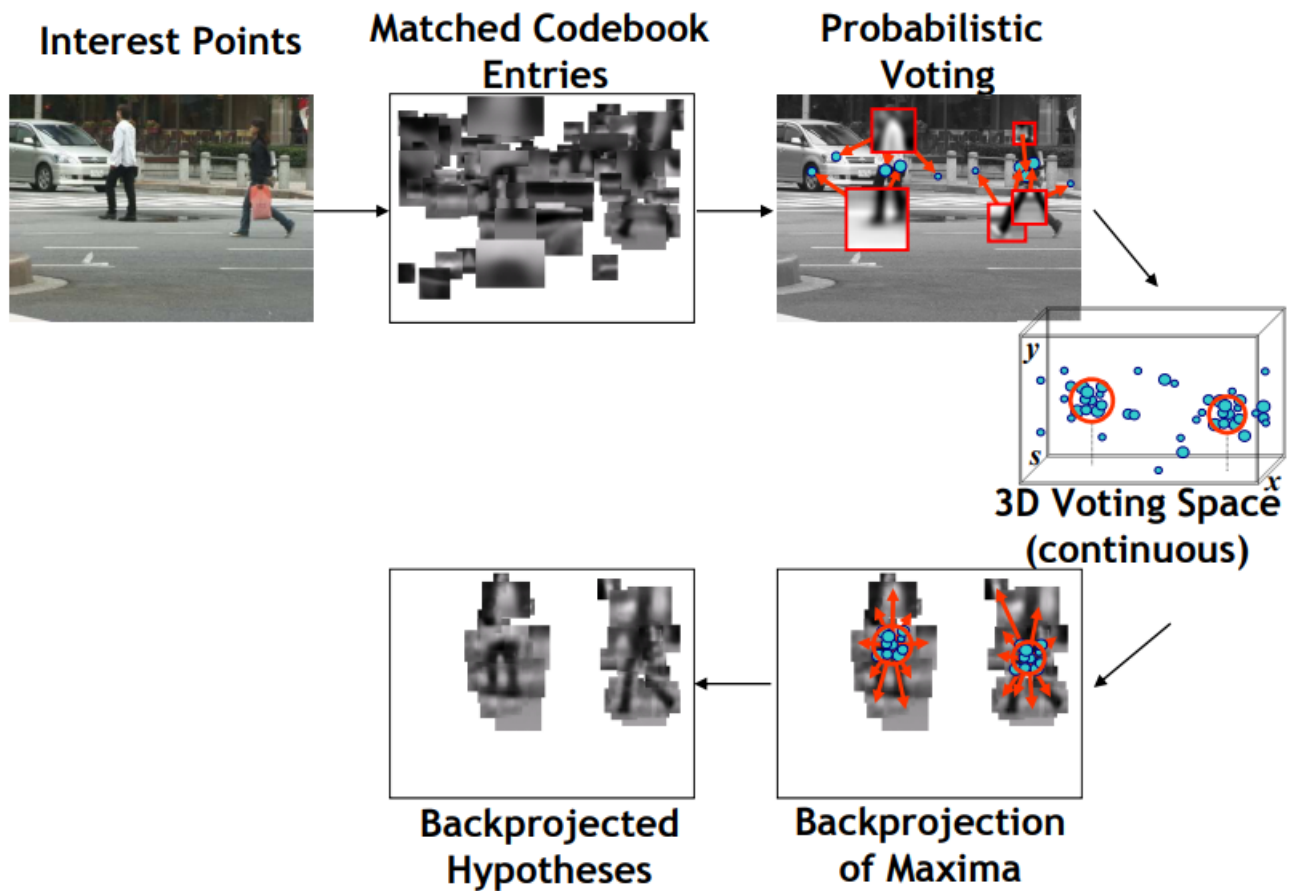 Interest Points
Matched Codebook
Entries
Probabilistic
Voting
y
s
x
3D Voting Space
(continuous)
Backprojected
Hypotheses
Backprojection
of Maxima